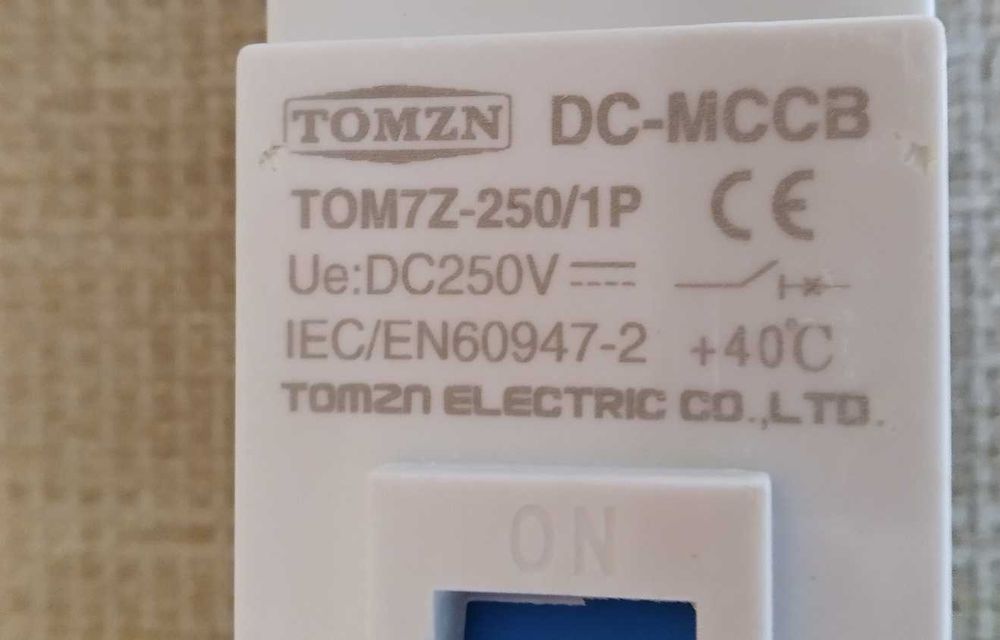 TOMZN DC-MCCB
TOM7Z-250/1P CE
Ue:DC250V
IEC/EN60947-2 +40℃
TOMZN ELECTRIC CO.,LTD.
ON